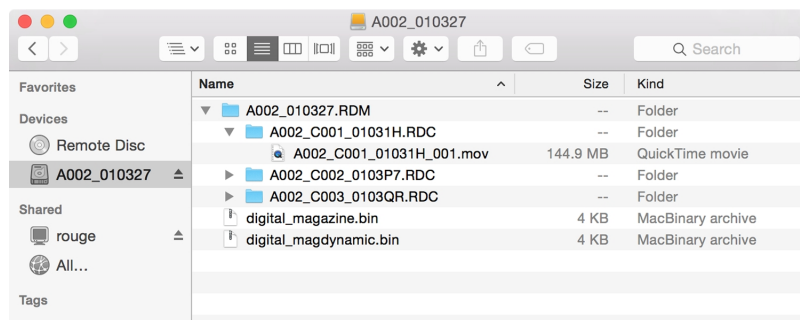 A002_010327
Search
Favorites
Devices
Remote Disc
A002_010327
Shared
rouge
All...
Tags
Name Size Kind
A002_010327.RDM -- Folder
A002_C001_01031H.RDC -- Folder
A002_C001_01031H_001.mov 144.9 MB QuickTime movie
A002_C002_0103P7.RDC -- Folder
A002_C003_0103QR.RDC -- Folder
digital_magazine.bin 4 KB MacBinary archive
digital_magdynamic.bin 4 KB MacBinary archive